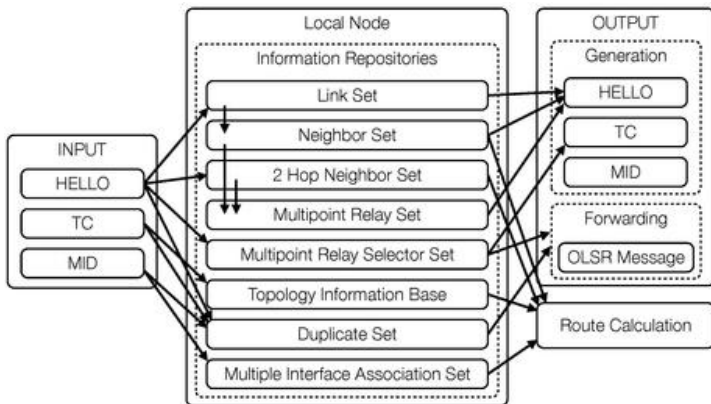 Local Node
OUTPUT
Information Repositories
Generation
Link Set
HELLO
Neighbor Set
TC
INPUT
HELLO
2 Hop Neighbor Set
MID
TC
Multipoint Relay Set
Forwarding
MID
Multipoint Relay Selector Set
OLSR Message
Topology Information Base
Duplicate Set
Route Calculation
Multiple Interface Association Set